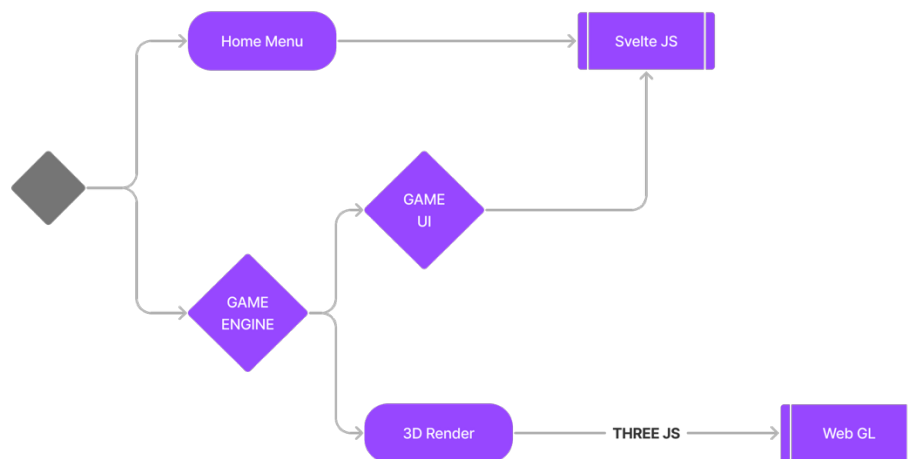 Home Menu
Svelte JS
GAME
UI
GAME
ENGINE
3D Render
THREE JS
Web GL